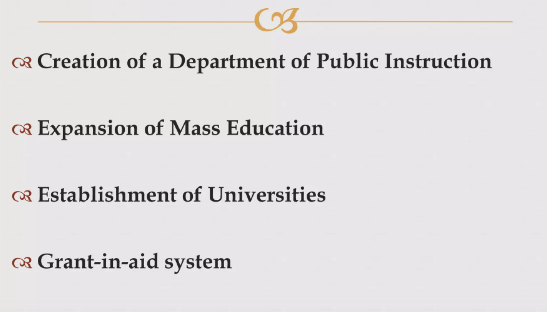 Creation of a Department of Public Instruction
Expansion of Mass Education
Establishment of Universities
Grant-in-aid system